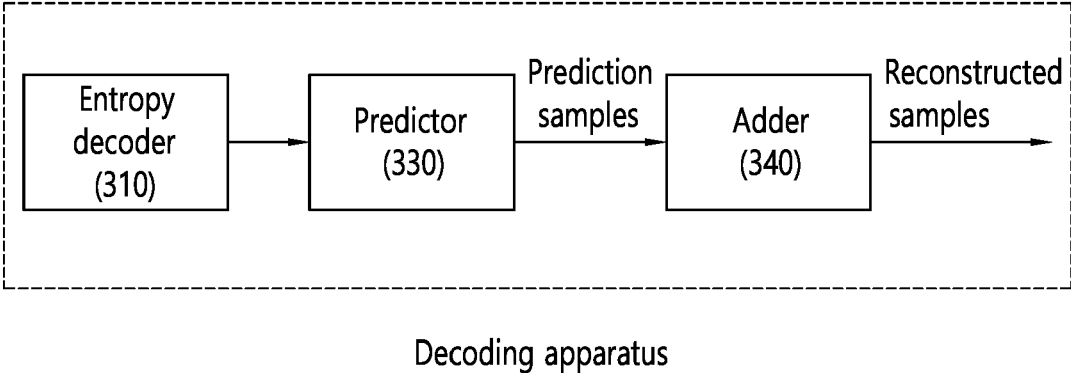 Entropy
decoder
(310)
Predictor
(330)
Prediction
samples
Adder
(340)
Reconstructed
samples
Decoding apparatus